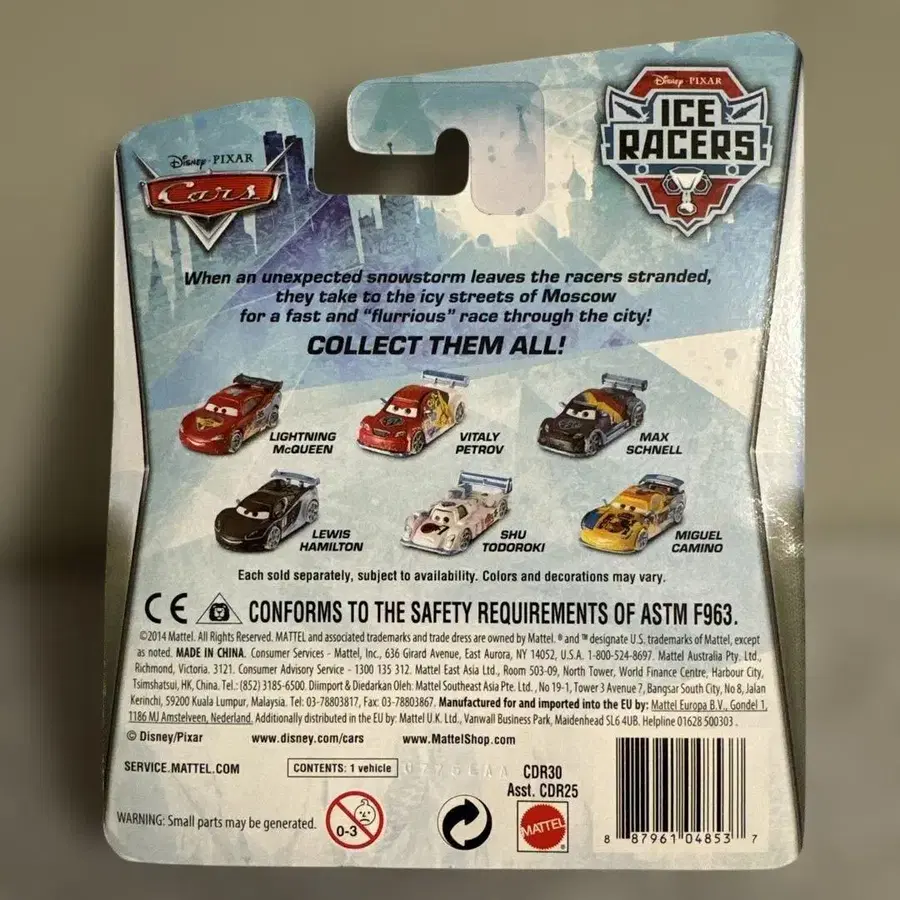 Disney · PIXAR
Cars
Disney · PIXAR
ICE
RACERS
When an unexpected snowstorm leaves the racers stranded,
they take to the icy streets of Moscow
for a fast and “flurrious” race through the city!
COLLECT THEM ALL!
LIGHTNING
McQUEEN
VITALY
PETROV
MAX
SCHNELL
LEWIS
HAMILTON
SHU
TODOROKI
MIGUEL
CAMINO
Each sold separately, subject to availability. Colors and decorations may vary.
CE CONFORMS TO THE SAFETY REQUIREMENTS OF ASTM F963.
©2014 Mattel. All Rights Reserved. MATTEL and associated trademarks and trade dress are owned by Mattel. ® and ™ designate U.S. trademarks of Mattel, except
as noted. MADE IN CHINA. Consumer Services - Mattel, Inc., 636 Girard Avenue, East Aurora, NY 14052, U.S.A. 1-800-524-8697. Mattel Australia Pty. Ltd.,
Richmond, Victoria. 3121. Consumer Advisory Service - 1300 135 312. Mattel East Asia Ltd., Room 503-09, North Tower, World Finance Centre, Harbour City,
Tsimshatsui, HK, China. Tel.: (852) 3185-6500. Diimport & Diedarkan Oleh: Mattel Southeast Asia Pte. Ltd., No 19-1, Tower 3 Avenue 7, Bangsar South City, No 8, Jalan
Kerinchi, 59200 Kuala Lumpur, Malaysia. Tel: 03-78803817, Fax: 03-78803867. Manufactured for and imported into the EU by: Mattel Europa B.V., Gondel 1,
1186 MJ Amstelveen, Nederland. Additionally distributed in the EU by: Mattel U.K. Ltd., Vanwall Business Park, Maidenhead SL6 4UB. Helpline 01628 500303.
© Disney/Pixar www.disney.com/cars www.MattelShop.com
SERVICE.MATTEL.COM
CONTENTS: 1 vehicle
CDR30
Asst. CDR25
WARNING: Small parts may be generated.
0-3
MATTEL
8 87961 04853 7